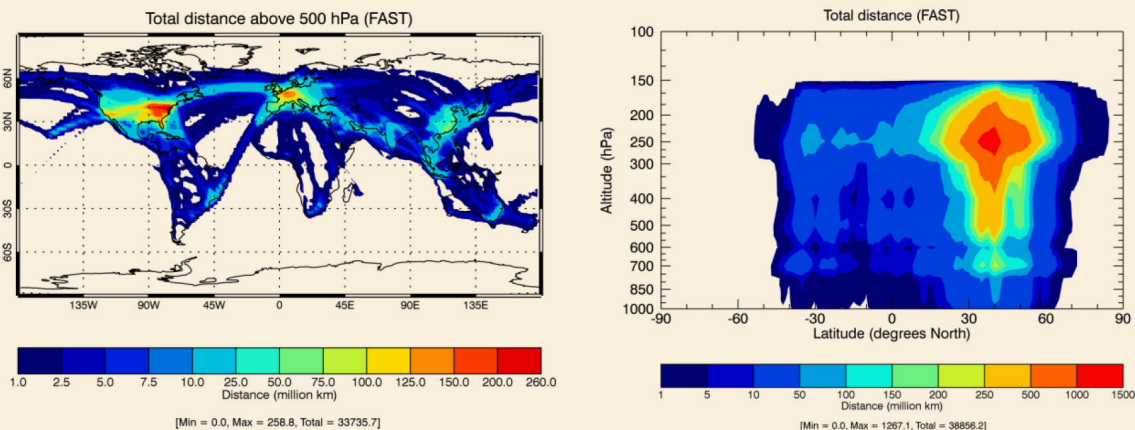 Total distance above 500 hPa (FAST)
60N
30N
0
30S
60S
135W 90W 45W 0 45E 90E 135E
1.0 2.5 5.0 7.5 10.0 25.0 50.0 75.0 100.0 125.0 150.0 200.0 260.0
Distance (million km)
[Min = 0.0, Max = 258.8, Total = 33735.7]
Total distance (FAST)
Altitude (hPa)
100
150
200
250
300
400
500
600
700
850
1000
-90 -60 -30 0 30 60 90
Latitude (degrees North)
1 5 10 50 100 150 200 250 500 1000 1500
Distance (million km)
[Min = 0.0, Max = 1267.1, Total = 38856.2]